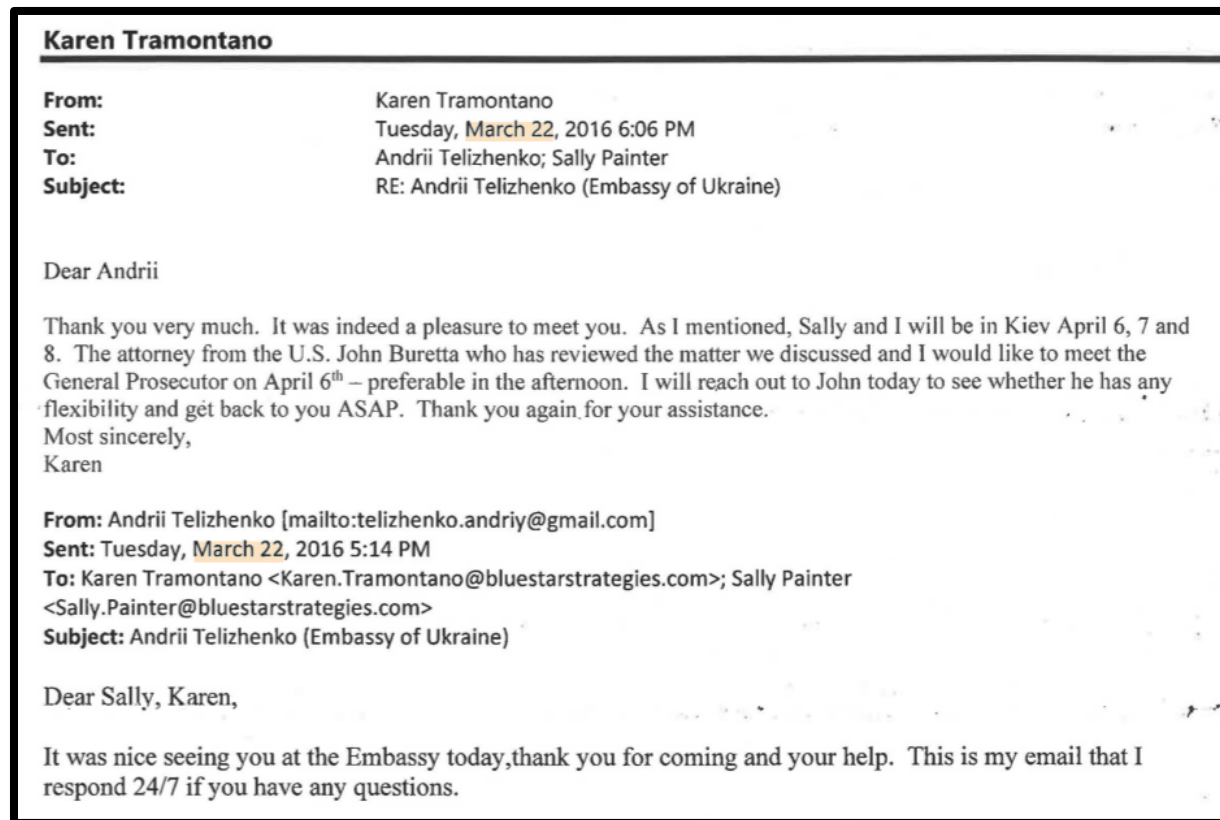 Karen Tramontano
From: Karen Tramontano
Sent: Tuesday, March 22, 2016 6:06 PM
To: Andrii Telizhenko; Sally Painter
Subject: RE: Andrii Telizhenko (Embassy of Ukraine)
Dear Andrii
Thank you very much. It was indeed a pleasure to meet you. As I mentioned, Sally and I will be in Kiev April 6, 7 and
8. The attorney from the U.S. John Buretta who has reviewed the matter we discussed and I would like to meet the
General Prosecutor on April 6th – preferable in the afternoon. I will reach out to John today to see whether he has any
flexibility and get back to you ASAP. Thank you again for your assistance.
Most sincerely,
Karen
From: Andrii Telizhenko [mailto:telizhenko.andriy@gmail.com]
Sent: Tuesday, March 22, 2016 5:14 PM
To: Karen Tramontano <Karen.Tramontano@bluestarstrategies.com>; Sally Painter
<Sally.Painter@bluestarstrategies.com>
Subject: Andrii Telizhenko (Embassy of Ukraine)
Dear Sally, Karen,
It was nice seeing you at the Embassy today,thank you for coming and your help. This is my email that I
respond 24/7 if you have any questions.